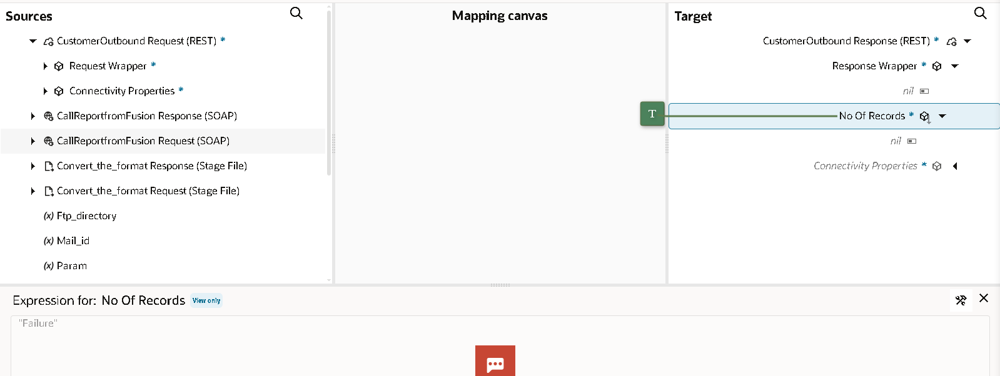 Sources
Mapping canvas
Target
CustomerOutbound Request (REST) *
Request Wrapper *
Connectivity Properties *
CallReportfromFusion Response (SOAP)
CallReportfromFusion Request (SOAP)
Convert_the_format Response (Stage File)
Convert_the_format Request (Stage File)
(x) Ftp_directory
(x) Mail_id
(x) Param
CustomerOutbound Response (REST) *
Response Wrapper *
nil
T
No Of Records *
nil
Connectivity Properties *
Expression for: No Of Records View only
"Failure"